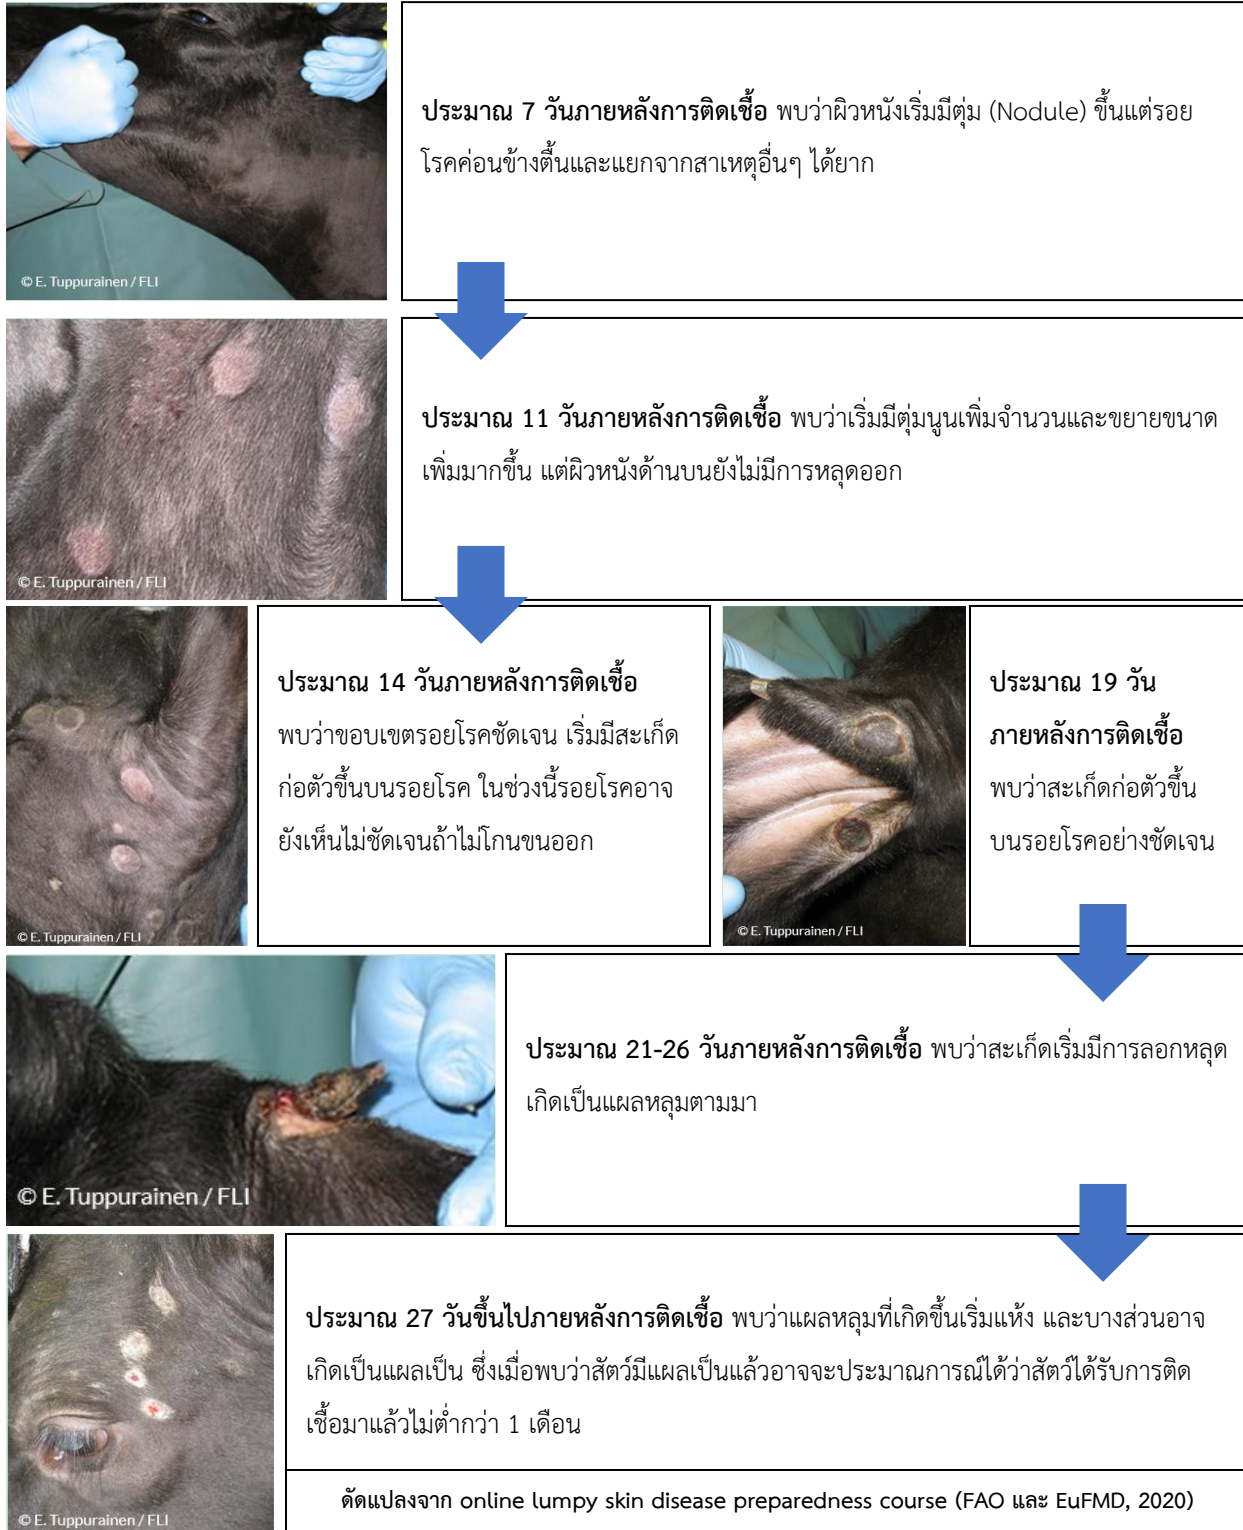 ประมาณ 7 วันภายหลังการติดเชื้อ พบว่าผิวหนังเริ่มมีตุ่ม (Nodule) ขึ้นแต่รอย
โรคค่อนข้างตื้นและแยกจากสาเหตุอื่นๆ ได้ยาก
© E. Tuppurainen / FLI
ประมาณ 11 วันภายหลังการติดเชื้อ พบว่าเริ่มมีตุ่มนูนเพิ่มจำนวนและขยายขนาด
เพิ่มมากขึ้น แต่ผิวหนังด้านบนยังไม่มีการหลุดออก
© E. Tuppurainen / FLI
ประมาณ 14 วันภายหลังการติดเชื้อ
พบว่าขอบเขตรอยโรคชัดเจน เริ่มมีสะเก็ด
ก่อตัวขึ้นบนรอยโรค ในช่วงนี้รอยโรคอาจ
ยังเห็นไม่ชัดเจนถ้าไม่โกนขนออก
© E. Tuppurainen / FLI
ประมาณ 19 วัน
ภายหลังการติดเชื้อ
พบว่าสะเก็ดก่อตัวขึ้น
บนรอยโรคอย่างชัดเจน
© E. Tuppurainen / FLI
ประมาณ 21-26 วันภายหลังการติดเชื้อ พบว่าสะเก็ดเริ่มมีการลอกหลุด
เกิดเป็นแผลหลุมตามมา
© E. Tuppurainen / FLI
ประมาณ 27 วันขึ้นไปภายหลังการติดเชื้อ พบว่าแผลหลุมที่เกิดขึ้นเริ่มแห้ง และบางส่วนอาจ
เกิดเป็นแผลเป็น ซึ่งเมื่อพบว่าสัตว์มีแผลเป็นแล้วอาจจะประมาณการณ์ได้ว่าสัตว์ได้รับการติด
เชื้อมาแล้วไม่ต่ำกว่า 1 เดือน
© E. Tuppurainen / FLI
ดัดแปลงจาก online lumpy skin disease preparedness course (FAO และ EuFMD, 2020)